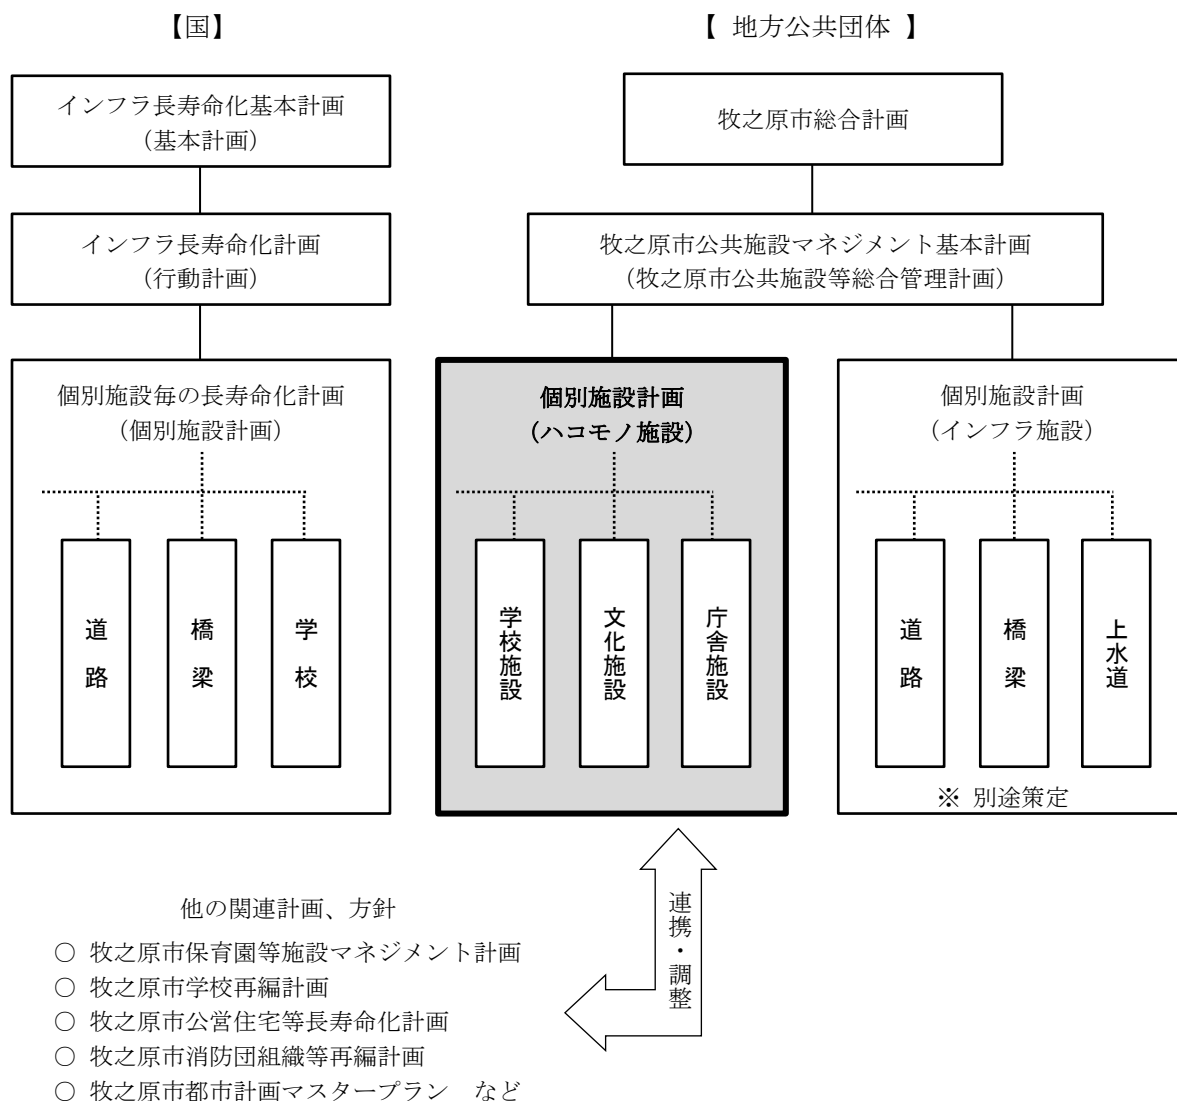 【国】
【 地方公共団体 】
インフラ長寿命化基本計画
(基本計画)
牧之原市総合計画
インフラ長寿命化計画
(行動計画)
牧之原市公共施設マネジメント基本計画
(牧之原市公共施設等総合管理計画)
個別施設毎の長寿命化計画
(個別施設計画)
道路
橋梁
学校
個別施設計画
(ハコモノ施設)
学校施設
文化施設
庁舎施設
個別施設計画
(インフラ施設)
道路
橋梁
上水道
※ 別途策定
連携・調整
他の関連計画、方針
○ 牧之原市保育園等施設マネジメント計画
○ 牧之原市学校再編計画
○ 牧之原市公営住宅等長寿命化計画
○ 牧之原市消防団組織等再編計画
○ 牧之原市都市計画マスタープラン など